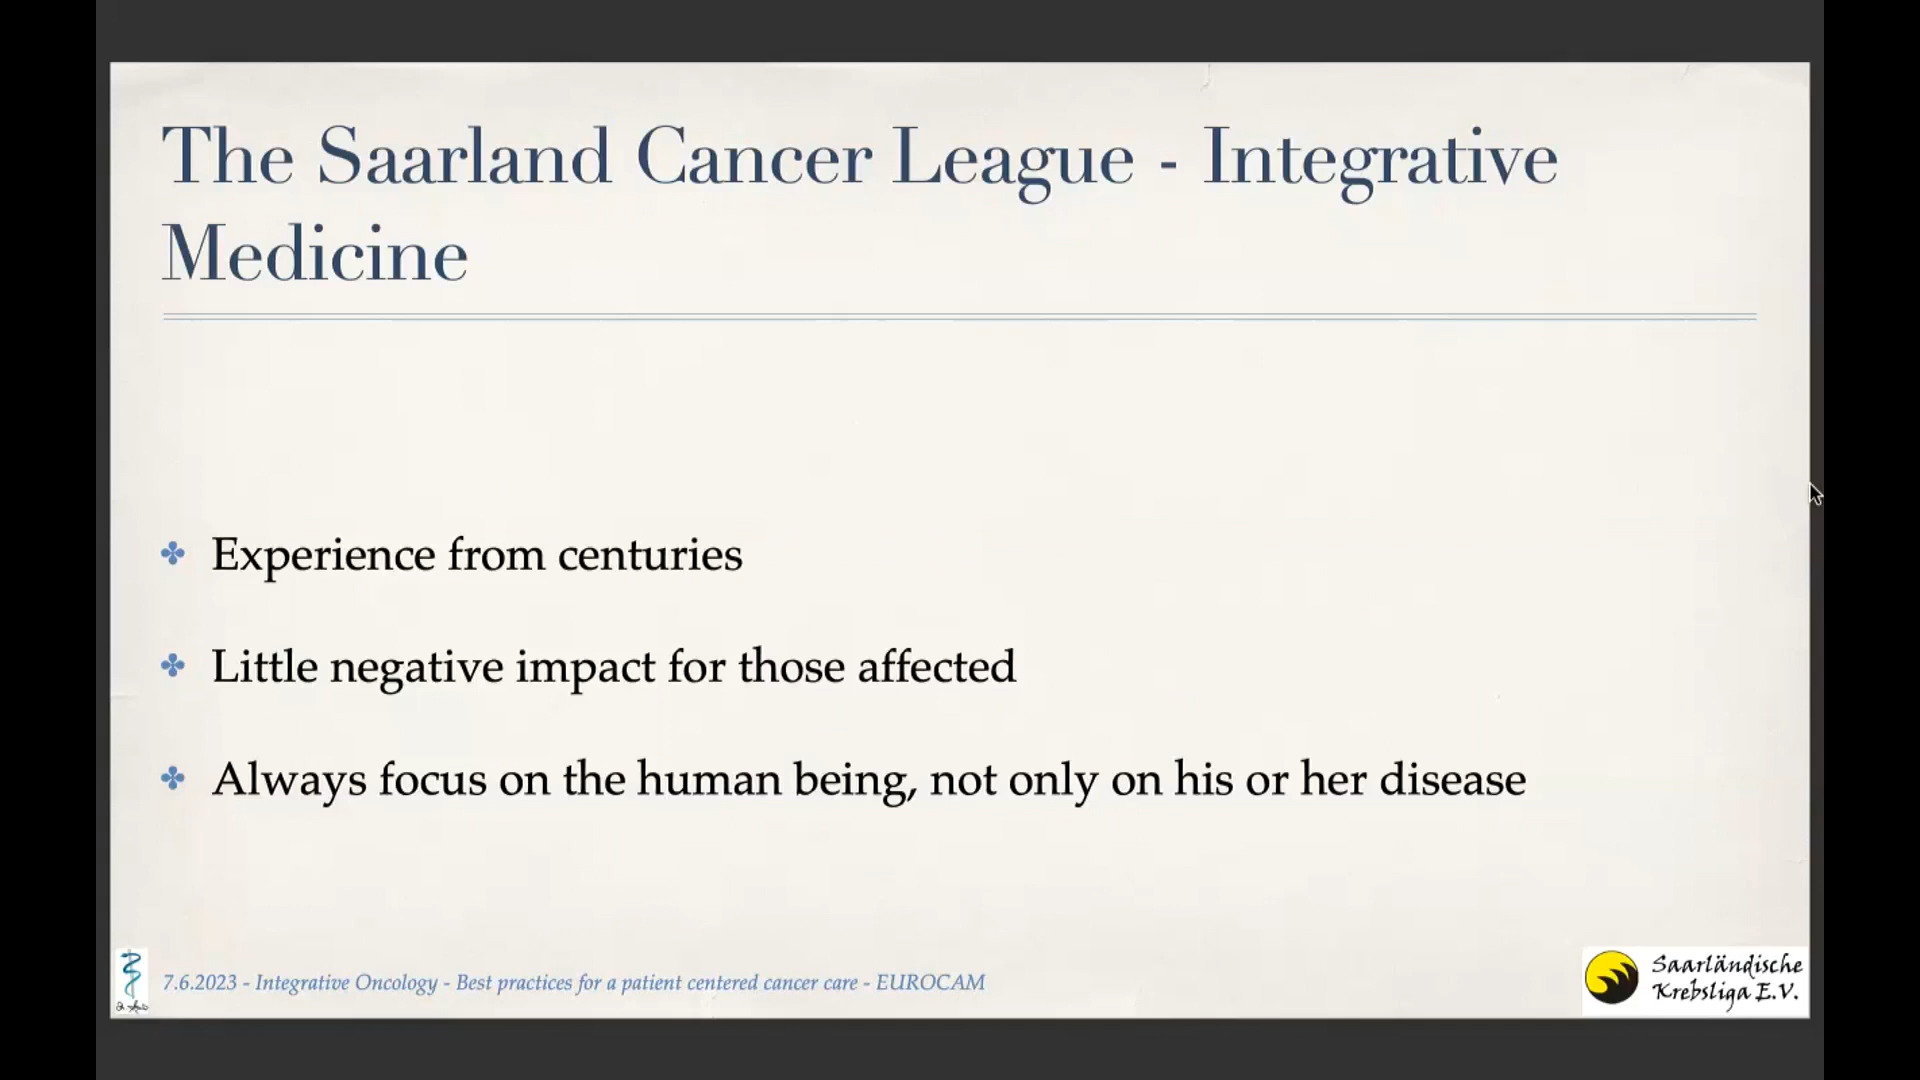 The Saarland Cancer League - Integrative
Medicine
Experience from centuries
Little negative impact for those affected
Always focus on the human being, not only on his or her disease
7.6.2023 - Integrative Oncology - Best practices for a patient centered cancer care - EUROCAM
Saarländische
Krebsliga E.V.